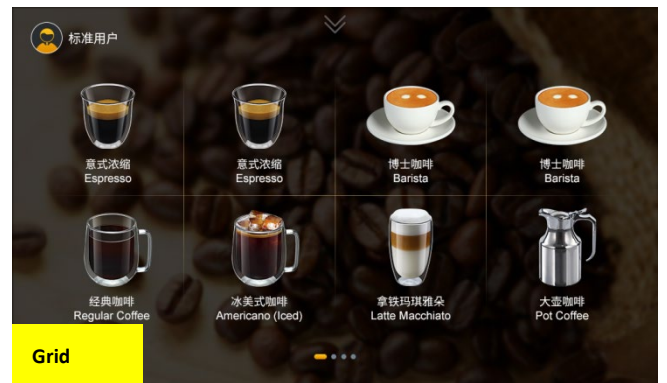 标准用户
意式浓缩
Espresso
意式浓缩
Espresso
博士咖啡
Barista
博士咖啡
Barista
经典咖啡
Regular Coffee
冰美式咖啡
Americano (Iced)
拿铁玛琪雅朵
Latte Macchiato
大壶咖啡
Pot Coffee
Grid